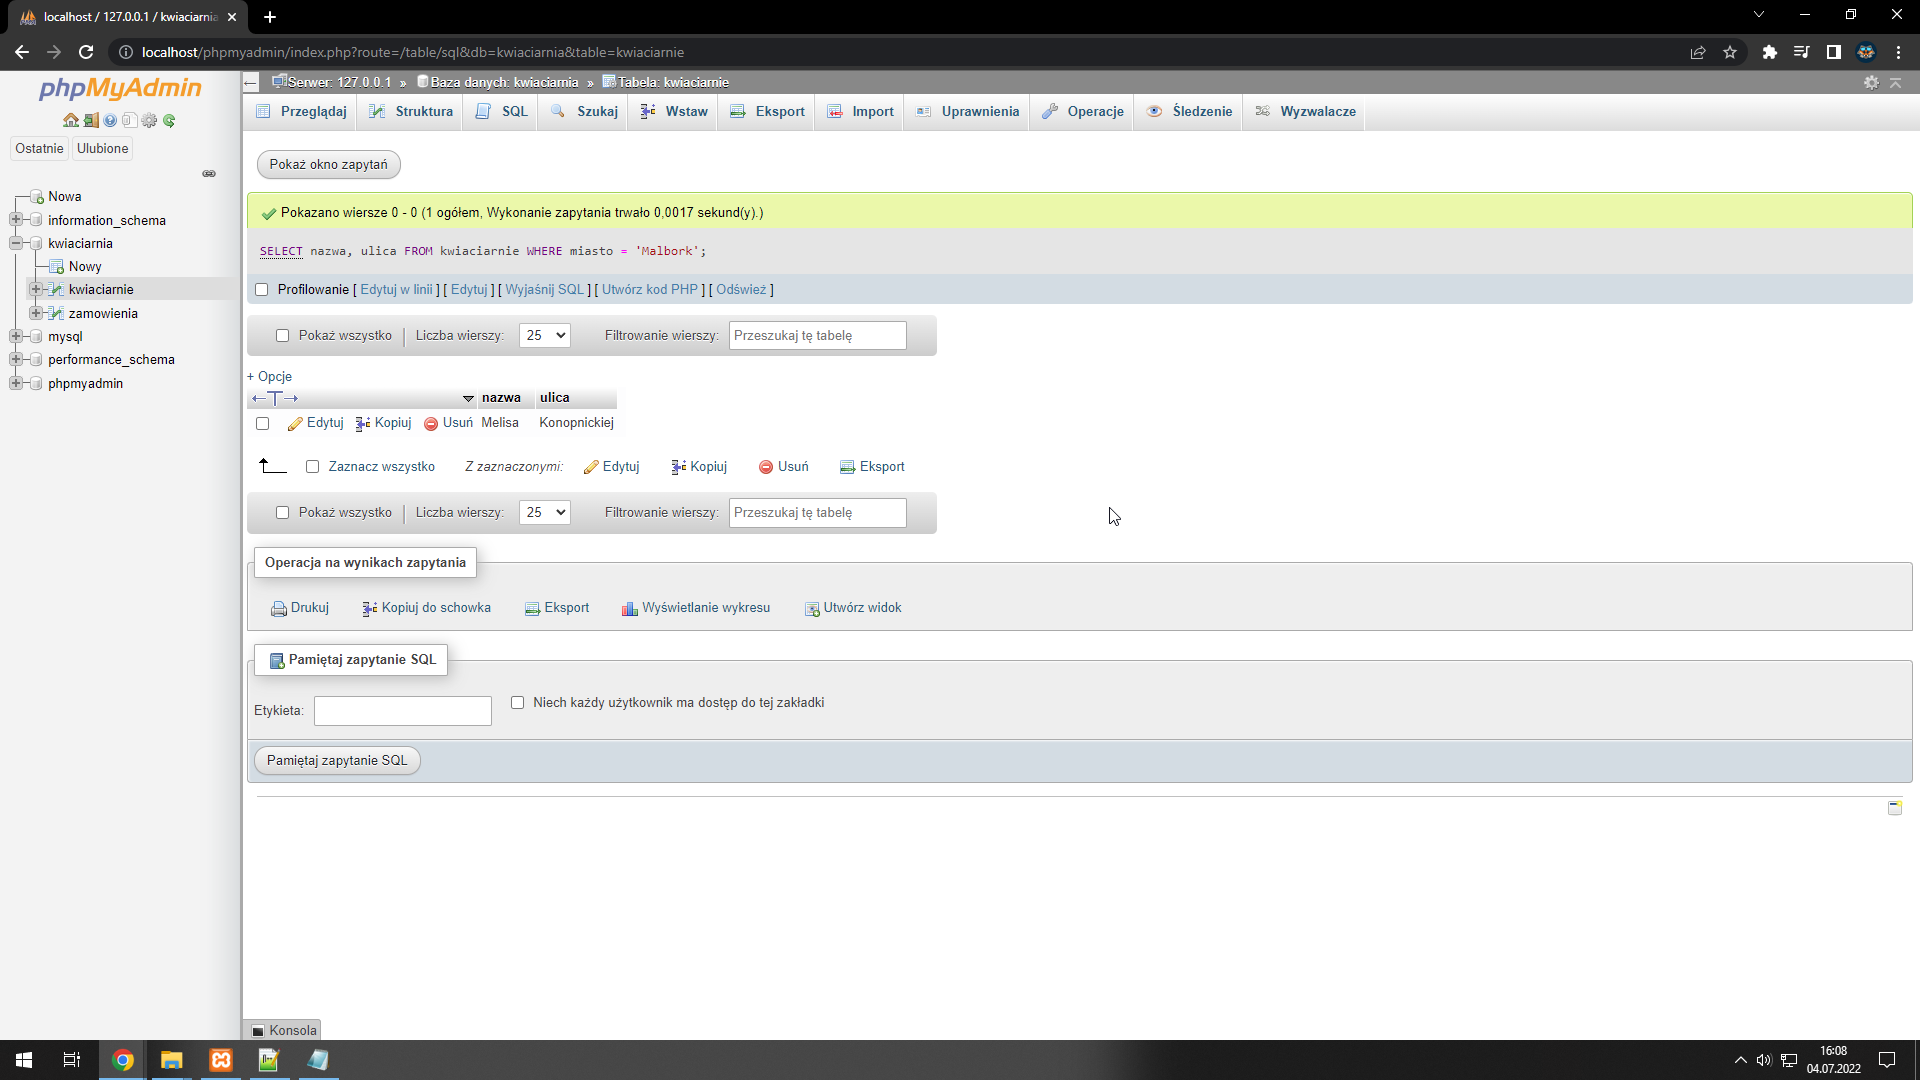 localhost / 127.0.0.1 / kwiaciarnia
localhost/phpmyadmin/index.php?route=/table/sql&db=kwiaciarnia&table=kwiaciarnie
phpMyAdmin
Ostatnie Ulubione
Nowa
information_schema
kwiaciarnia
Nowy
kwiaciarnie
zamowienia
mysql
performance_schema
phpmyadmin
Serwer: 127.0.0.1 » Baza danych: kwiaciarnia » Tabela: kwiaciarnie
Przeglądaj Struktura SQL Szukaj Wstaw Eksport Import Uprawnienia Operacje Śledzenie Wyzwalacze
Pokaż okno zapytań
Pokazano wiersze 0 - 0 (1 ogółem, Wykonanie zapytania trwało 0,0017 sekund(y).)
SELECT nazwa, ulica FROM kwiaciarnie WHERE miasto = 'Malbork';
Profilowanie [ Edytuj w linii ] [ Edytuj ] [ Wyjaśnij SQL ] [ Utwórz kod PHP ] [ Odśwież ]
Pokaż wszystko | Liczba wierszy: 25 Filtrowanie wierszy: Przeszukaj tę tabelę
+ Opcje
←T→ nazwa ulica
Edytuj Kopiuj Usuń Melisa Konopnickiej
Zaznacz wszystko Z zaznaczonymi: Edytuj Kopiuj Usuń Eksport
Pokaż wszystko | Liczba wierszy: 25 Filtrowanie wierszy: Przeszukaj tę tabelę
Operacja na wynikach zapytania
Drukuj Kopiuj do schowka Eksport Wyświetlanie wykresu Utwórz widok
Pamiętaj zapytanie SQL
Etykieta: Niech każdy użytkownik ma dostęp do tej zakładki
Pamiętaj zapytanie SQL
Konsola
16:08
04.07.2022